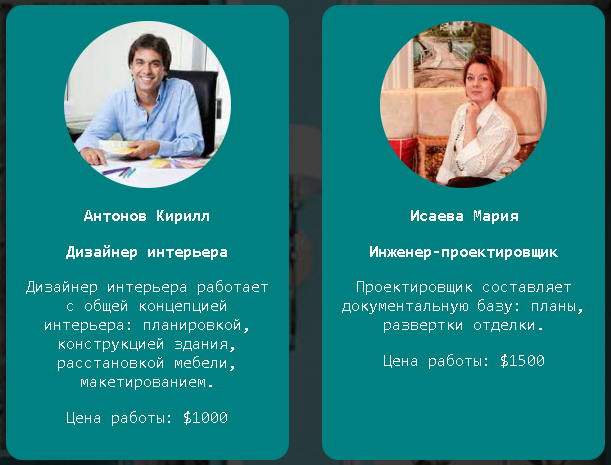 Антонов Кирилл
Дизайнер интерьера
Дизайнер интерьера работает
с общей концепцией
интерьера: планировкой,
конструкцией здания,
расстановкой мебели,
макетированием.
Цена работы: $1000
Исаева Мария
Инженер-проектировщик
Проектировщик составляет
документальную базу: планы,
развертки отделки.
Цена работы: $1500